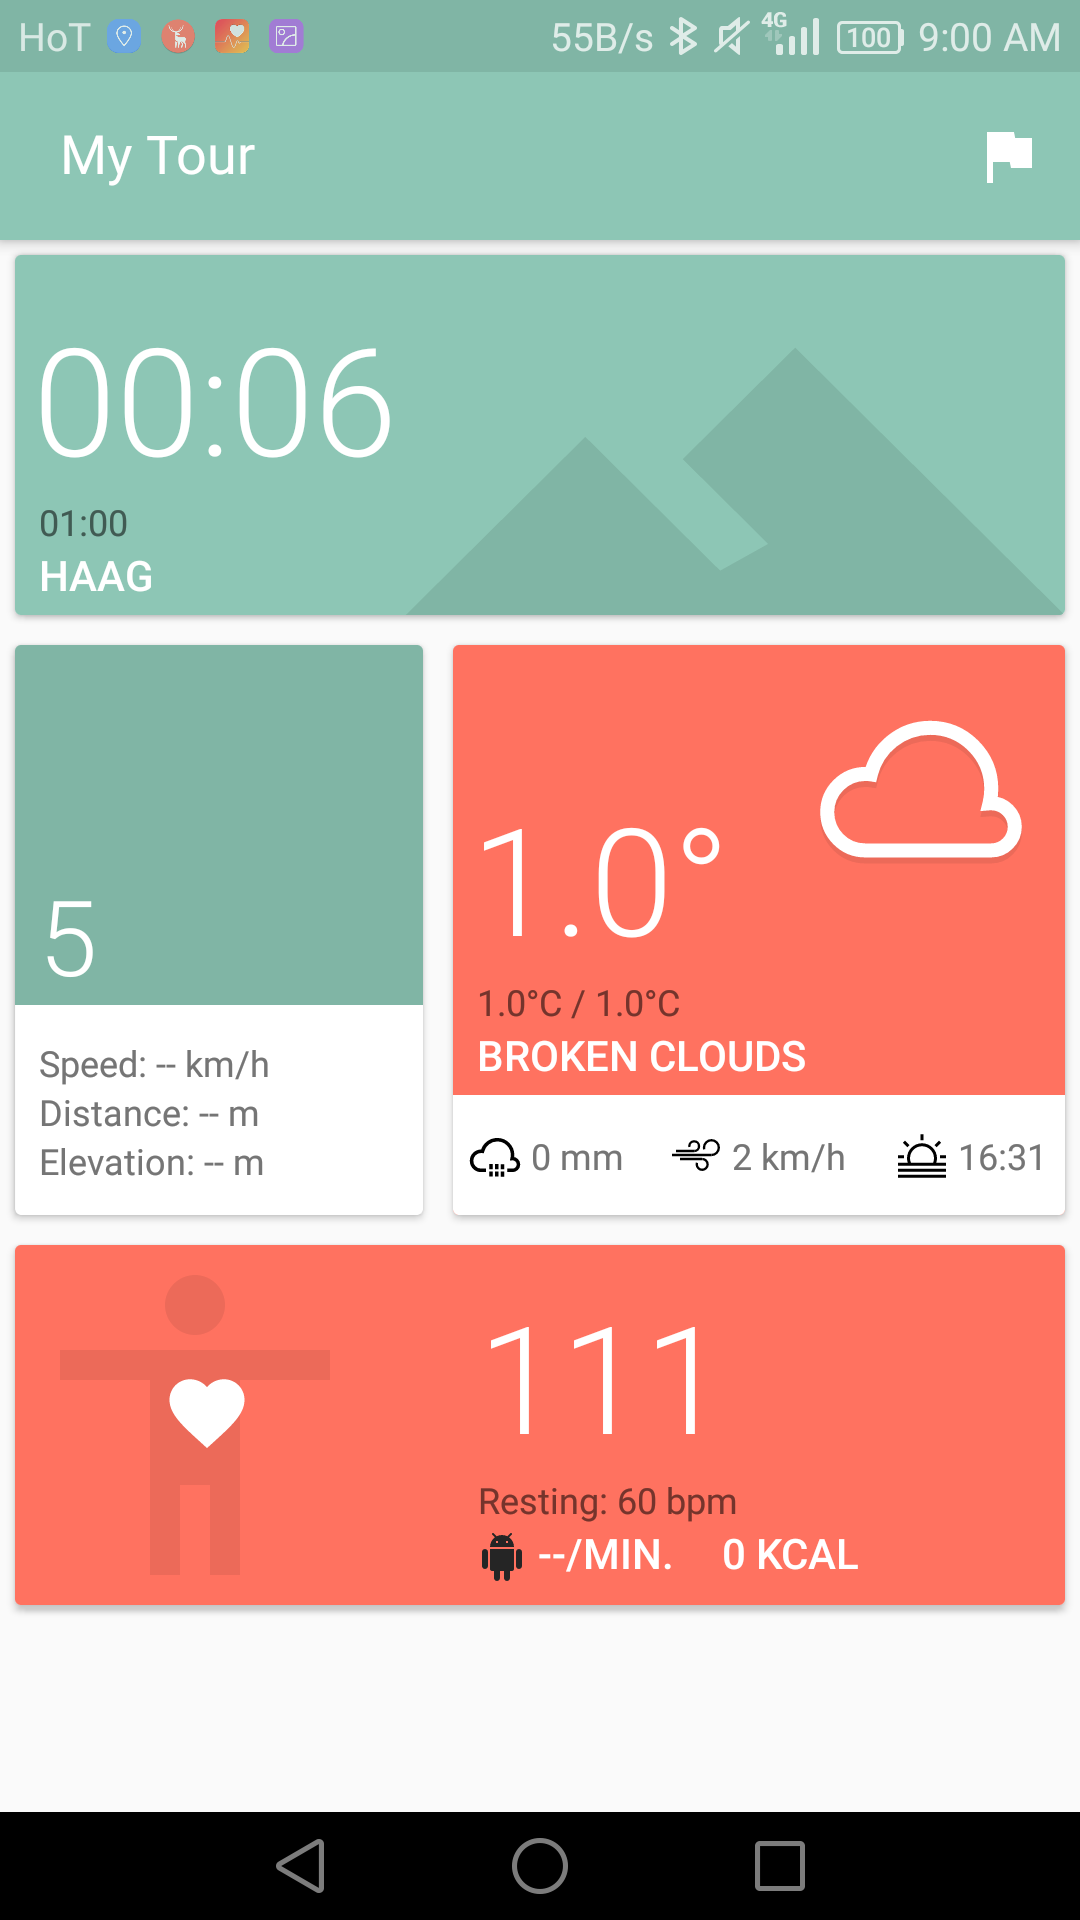 HoT 55B/s 4G 100 9:00 AM
My Tour
00:06
01:00
HAAG
5
Speed: -- km/h
Distance: -- m
Elevation: -- m
1.0°
1.0°C / 1.0°C
BROKEN CLOUDS
0 mm 2 km/h 16:31
111
Resting: 60 bpm
--/MIN. 0 KCAL